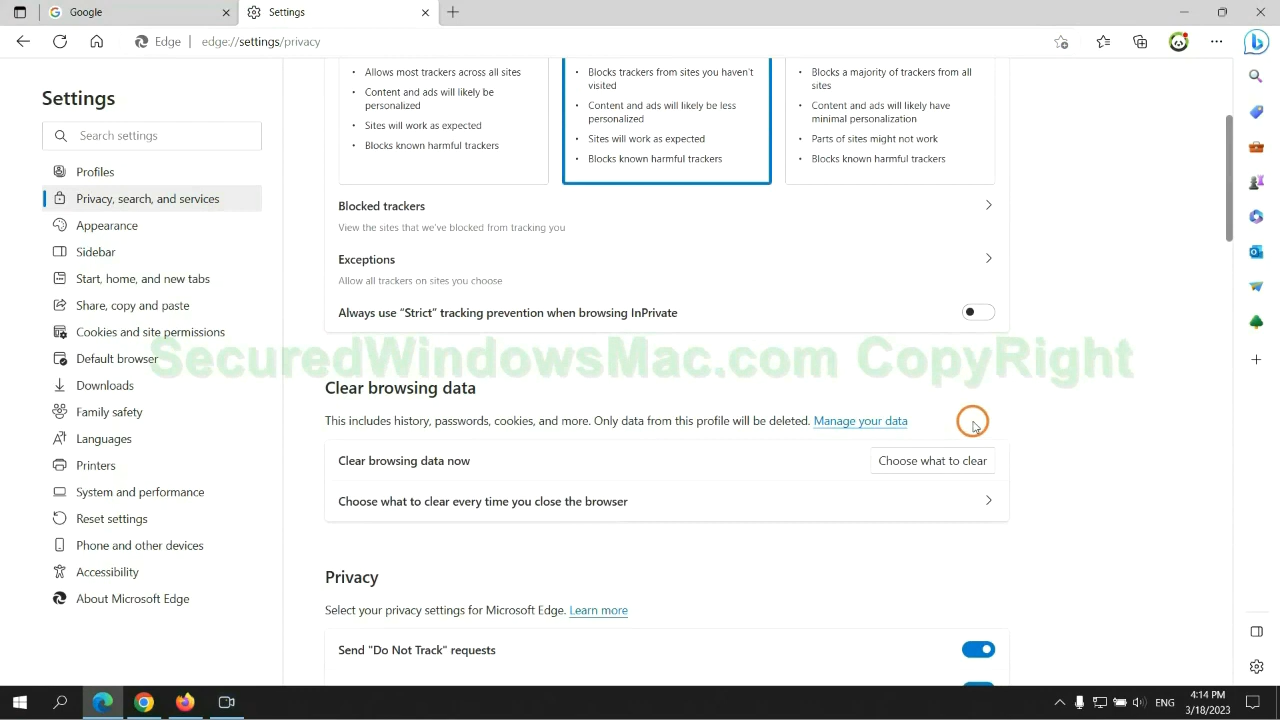 Google
Settings
Edge
edge://settings/privacy
Settings
Search settings
Profiles
Privacy, search, and services
Appearance
Sidebar
Start, home, and new tabs
Share, copy and paste
Cookies and site permissions
Default browser
Downloads
Family safety
Languages
Printers
System and performance
Reset settings
Phone and other devices
Accessibility
About Microsoft Edge
• Allows most trackers across all sites
• Content and ads will likely be
personalized
• Sites will work as expected
• Blocks known harmful trackers
• Blocks trackers from sites you haven't
visited
• Content and ads will likely be less
personalized
• Sites will work as expected
• Blocks known harmful trackers
• Blocks a majority of trackers from all
sites
• Content and ads will likely have
minimal personalization
• Parts of sites might not work
• Blocks known harmful trackers
Blocked trackers
View the sites that we've blocked from tracking you
Exceptions
Allow all trackers on sites you choose
Always use “Strict” tracking prevention when browsing InPrivate
SecuredWindowsMac.com CopyRight
Clear browsing data
This includes history, passwords, cookies, and more. Only data from this profile will be deleted. Manage your data
Clear browsing data now
Choose what to clear
Choose what to clear every time you close the browser
Privacy
Select your privacy settings for Microsoft Edge. Learn more
Send "Do Not Track" requests
ENG
4:14 PM
3/18/2023